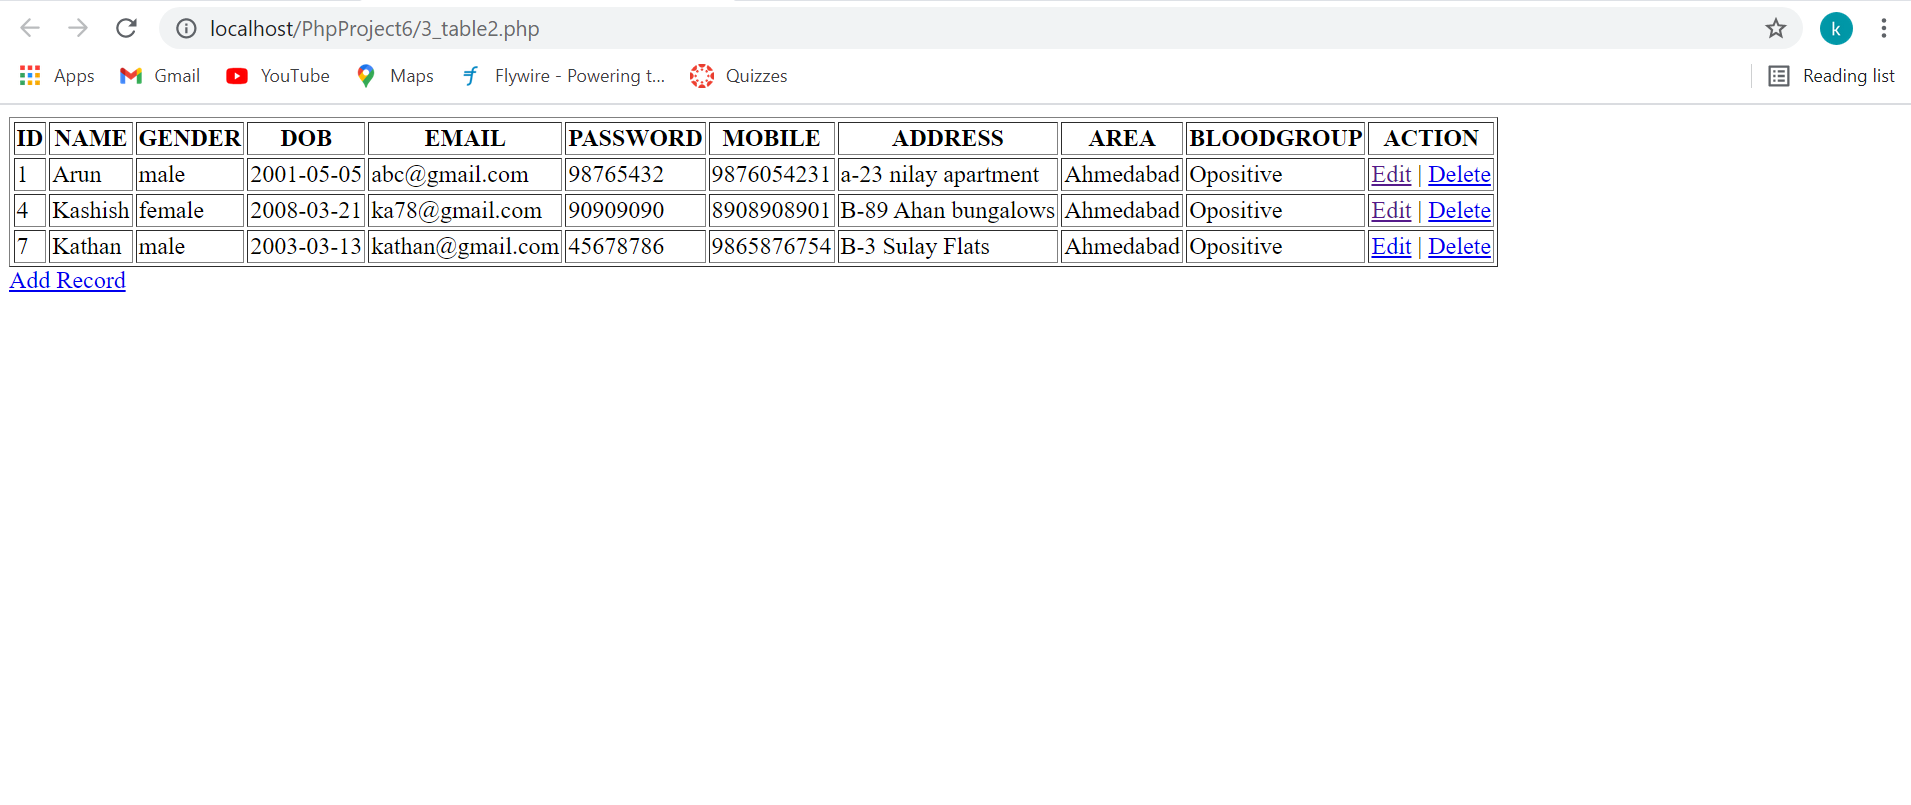 localhost/PhpProject6/3_table2.php
k
Apps Gmail YouTube Maps Flywire - Powering t... Quizzes Reading list
ID NAME GENDER DOB EMAIL PASSWORD MOBILE ADDRESS AREA BLOODGROUP ACTION
1 Arun male 2001-05-05 abc@gmail.com 98765432 9876054231 a-23 nilay apartment Ahmedabad Opositive Edit | Delete
4 Kashish female 2008-03-21 ka78@gmail.com 90909090 8908908901 B-89 Ahan bungalows Ahmedabad Opositive Edit | Delete
7 Kathan male 2003-03-13 kathan@gmail.com 45678786 9865876754 B-3 Sulay Flats Ahmedabad Opositive Edit | Delete
Add Record